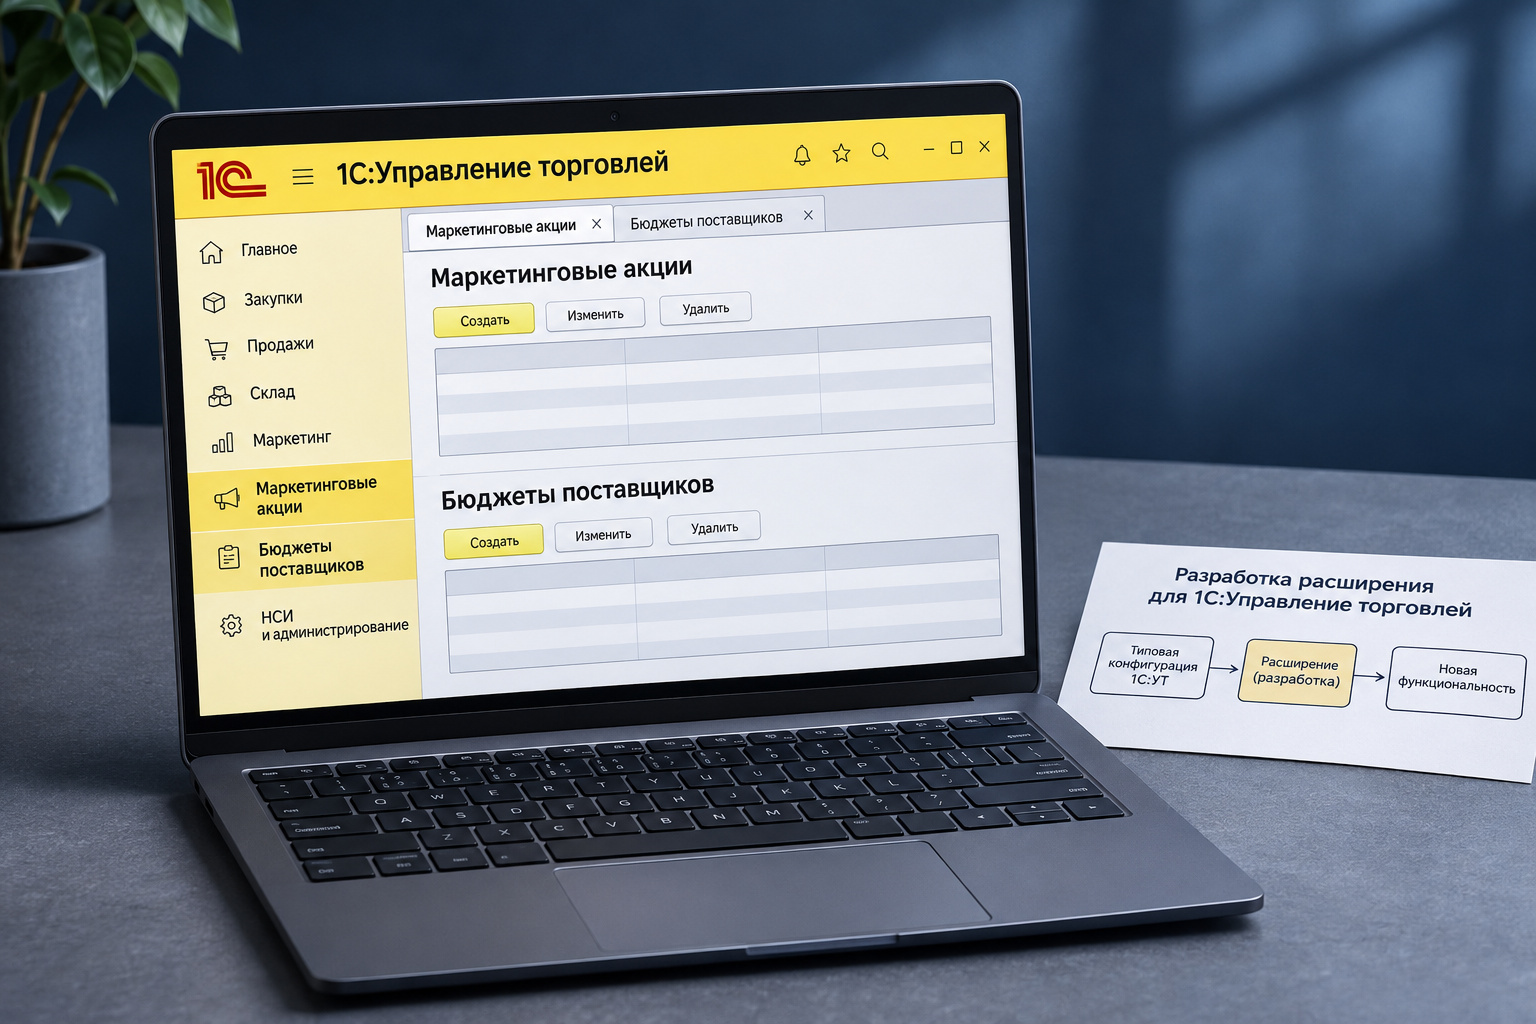 1С
1С:Управление торговлей
Главное
Закупки
Продажи
Склад
Маркетинг
Маркетинговые
акции
Бюджеты
поставщиков
НСИ
и администрирование
Маркетинговые акции
Бюджеты поставщиков
Маркетинговые акции
Создать
Изменить
Удалить
Бюджеты поставщиков
Создать
Изменить
Удалить
Разработка расширения
для 1С:Управление торговлей
Типовая
конфигурация
1С:УТ
Расширение
(разработка)
Новая
функциональность
Q W E R T Y U U O P
A S D F G H J K L
Z X C V B N M